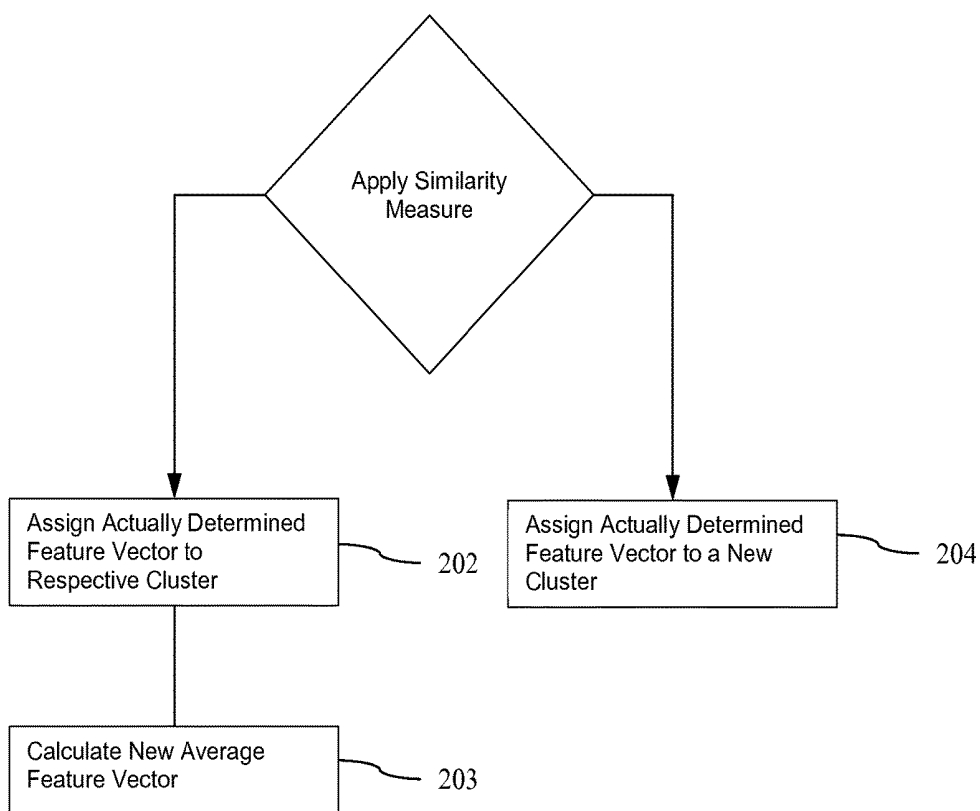 Apply Similarity
Measure
Assign Actually Determined
Feature Vector to
Respective Cluster
202
Assign Actually Determined
Feature Vector to a New
Cluster
204
Calculate New Average
Feature Vector
203